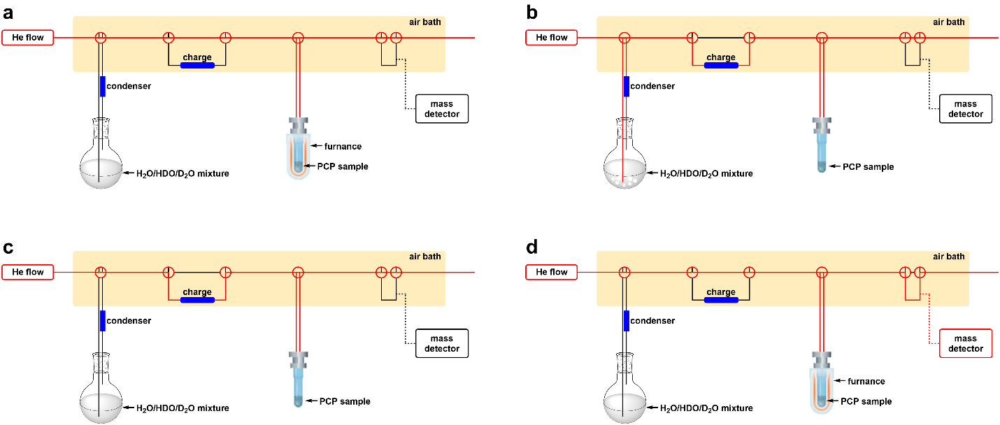 a
He flow
air bath
charge
condenser
mass
detector
furnance
PCP sample
H₂O/HDO/D₂O mixture
b
He flow
air bath
charge
condenser
mass
detector
PCP sample
H₂O/HDO/D₂O mixture
c
He flow
air bath
charge
condenser
mass
detector
PCP sample
H₂O/HDO/D₂O mixture
d
He flow
air bath
charge
condenser
mass
detector
furnance
PCP sample
H₂O/HDO/D₂O mixture